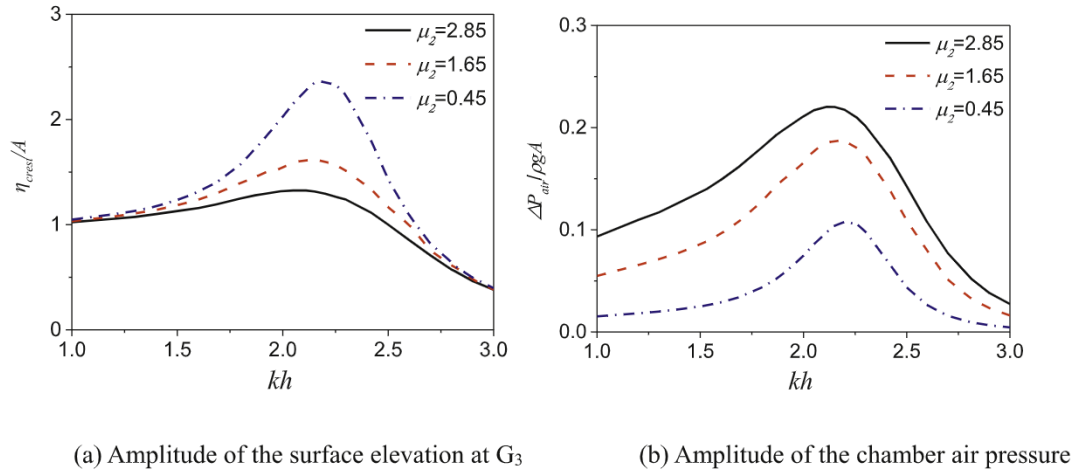 3
2
1
0
η_crest/A
μ₂=2.85
μ₂=1.65
μ₂=0.45
1.0 1.5 2.0 2.5 3.0
kh
(a) Amplitude of the surface elevation at G₃
0.3
0.2
0.1
0.0
ΔP_air/ρgA
μ₂=2.85
μ₂=1.65
μ₂=0.45
1.0 1.5 2.0 2.5 3.0
kh
(b) Amplitude of the chamber air pressure